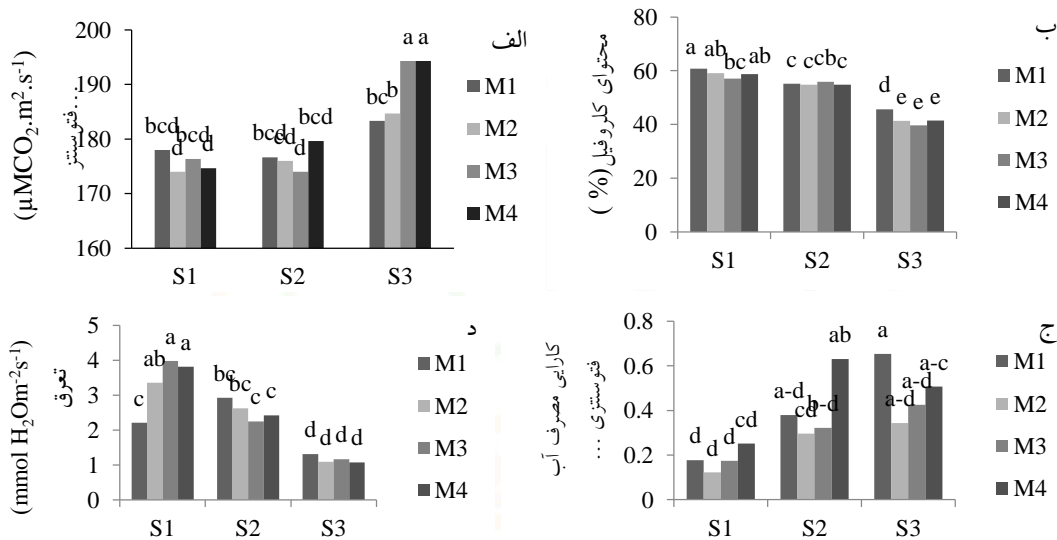 الف
فتوسنتز...
(µMCO₂.m².s¹)
200
190
180
170
160
bcd
d
bcd
d
bcd
cd
d
bcd
bc
b
a
a
S1
S2
S3
M1
M2
M3
M4
ب
محتوای کلروفیل(% )
80
60
40
20
0
a
ab
bc
ab
c
c
cb
c
d
e
e
e
S1
S2
S3
M1
M2
M3
M4
تعرق
(mmol H₂Om⁻²s⁻¹)
5
4
3
2
1
0
c
ab
a
a
bc
bc
c
c
d
d
d
d
S1
S2
S3
M1
M2
M3
M4
ج
کارایی مصرف آب
فتوسنتزی ...
0.8
0.6
0.4
0.2
0
d
d
d
cd
a-d
cd
b-d
ab
a
a-d
a-d
a-c
S1
S2
S3
M1
M2
M3
M4